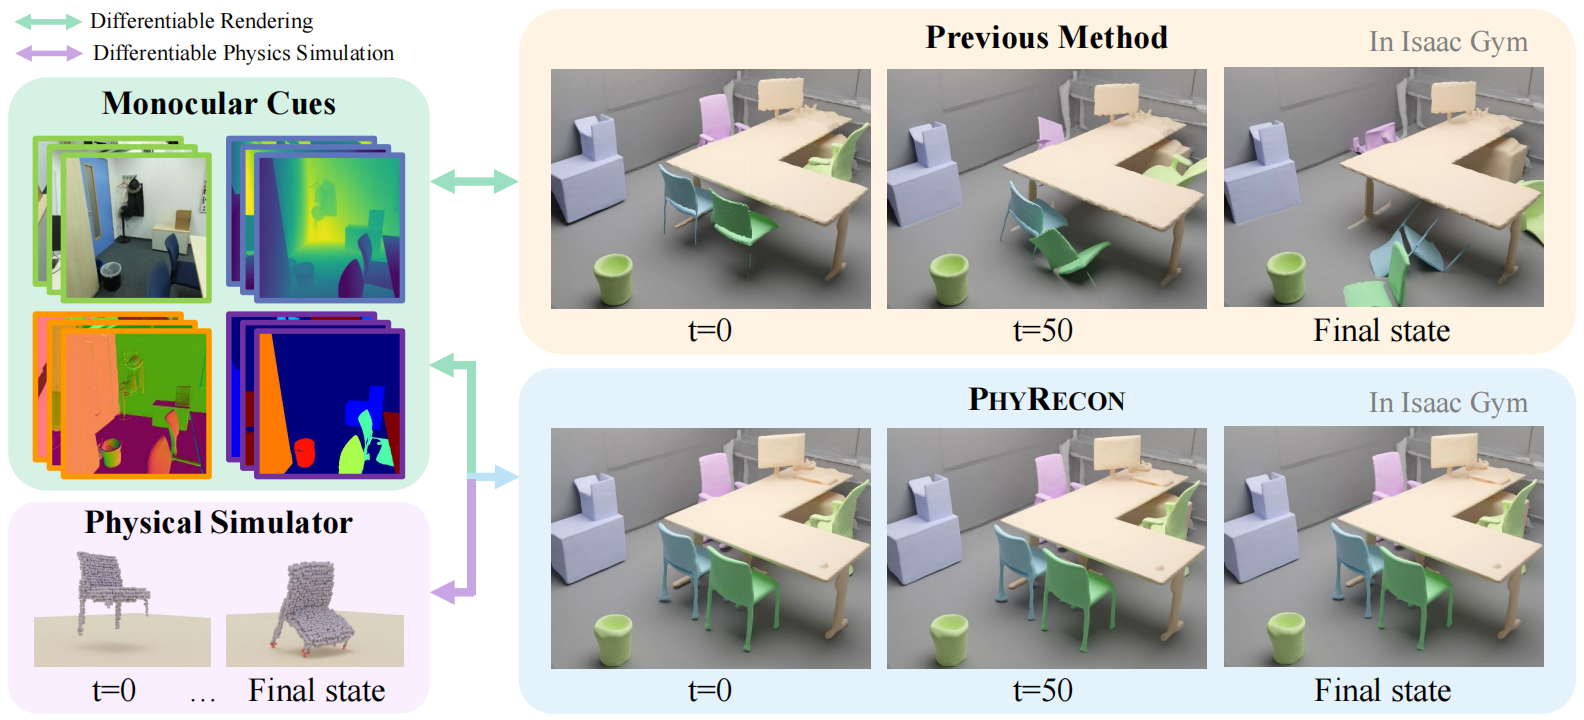 Differentiable Rendering
Differentiable Physics Simulation
Monocular Cues
Physical Simulator
t=0
...
Final state
Previous Method
In Isaac Gym
t=0
t=50
Final state
PHYRECON
In Isaac Gym
t=0
t=50
Final state